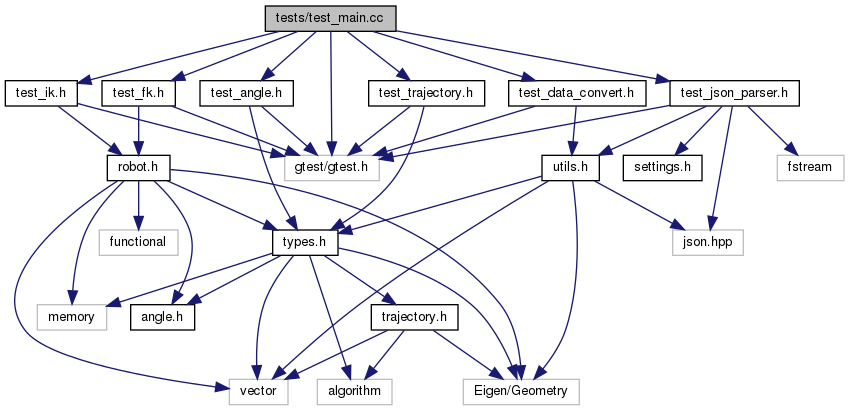 tests/test_main.cc
test_ik.h
test_fk.h
test_angle.h
test_trajectory.h
test_data_convert.h
test_json_parser.h
robot.h
gtest/gtest.h
utils.h
settings.h
fstream
functional
types.h
json.hpp
memory
angle.h
trajectory.h
vector
algorithm
Eigen/Geometry